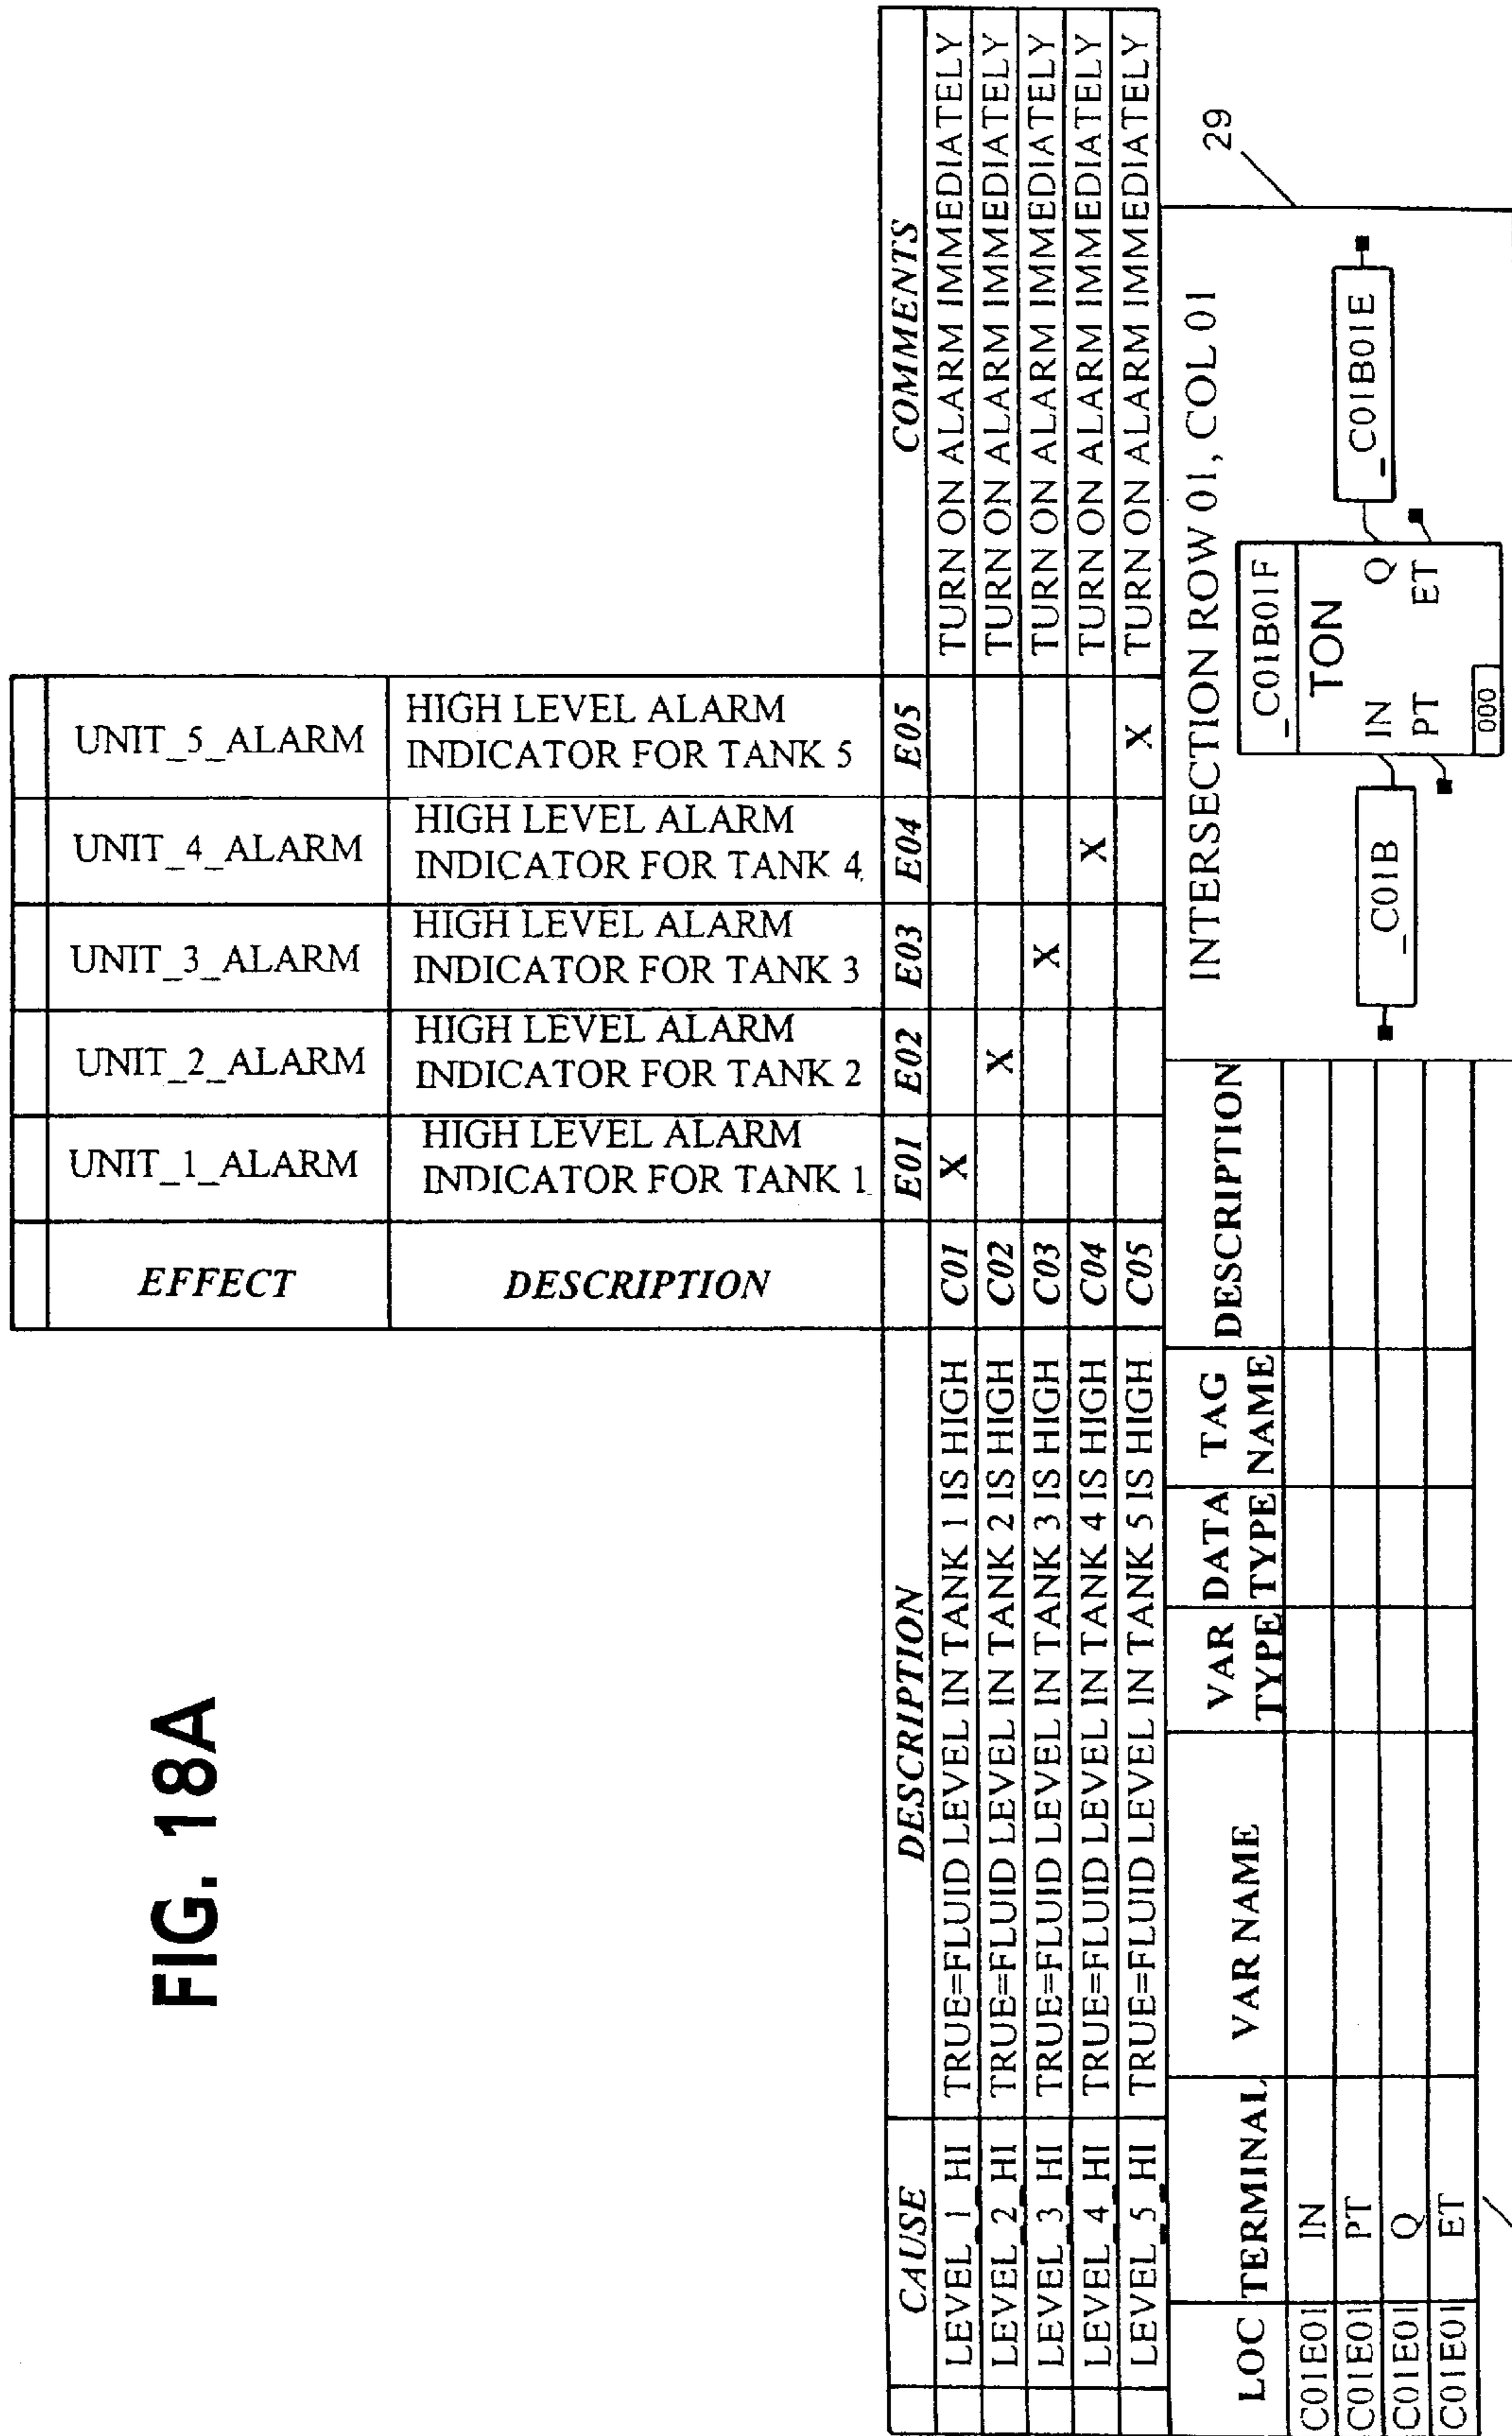 FIG. 18A
EFFECT UNIT_1_ALARM UNIT_2_ALARM UNIT_3_ALARM UNIT_4_ALARM UNIT_5_ALARM
DESCRIPTION
HIGH LEVEL ALARM
INDICATOR FOR TANK 1
HIGH LEVEL ALARM
INDICATOR FOR TANK 2
HIGH LEVEL ALARM
INDICATOR FOR TANK 3
HIGH LEVEL ALARM
INDICATOR FOR TANK 4
HIGH LEVEL ALARM
INDICATOR FOR TANK 5
CAUSE DESCRIPTION E01 E02 E03 E04 E05 COMMENTS
LEVEL_1_HI TRUE=FLUID LEVEL IN TANK 1 IS HIGH C01 X TURN ON ALARM IMMEDIATELY
LEVEL_2_HI TRUE=FLUID LEVEL IN TANK 2 IS HIGH C02 X TURN ON ALARM IMMEDIATELY
LEVEL_3_HI TRUE=FLUID LEVEL IN TANK 3 IS HIGH C03 X TURN ON ALARM IMMEDIATELY
LEVEL_4_HI TRUE=FLUID LEVEL IN TANK 4 IS HIGH C04 X TURN ON ALARM IMMEDIATELY
LEVEL_5_HI TRUE=FLUID LEVEL IN TANK 5 IS HIGH C05 X TURN ON ALARM IMMEDIATELY
LOC TERMINAL VAR NAME VAR TYPE DATA TYPE TAG NAME DESCRIPTION
C01E01 IN
C01E01 PT
C01E01 Q
C01E01 ET
INTERSECTION ROW 01, COL 01
29
_C01B01F
TON
_C01B IN Q _C01B01E
PT ET
000